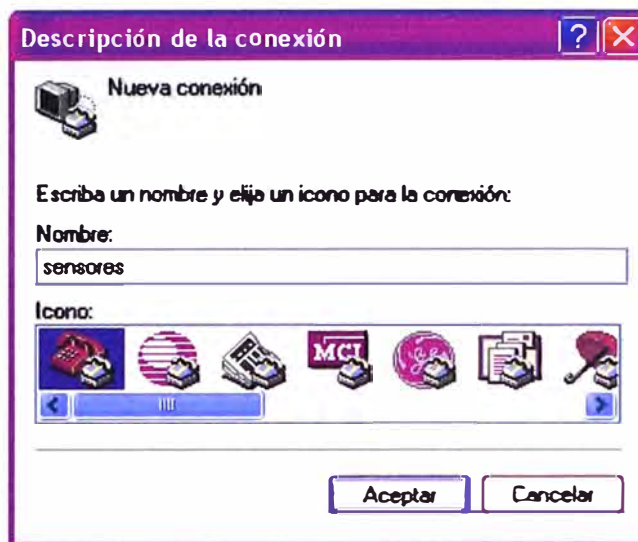 Descripción de la conexión
Nueva conexión
Escriba un nombre y elija un icono para la conexión:
Nombre:
sensores
Icono:
MCI
Aceptar
Cancelar